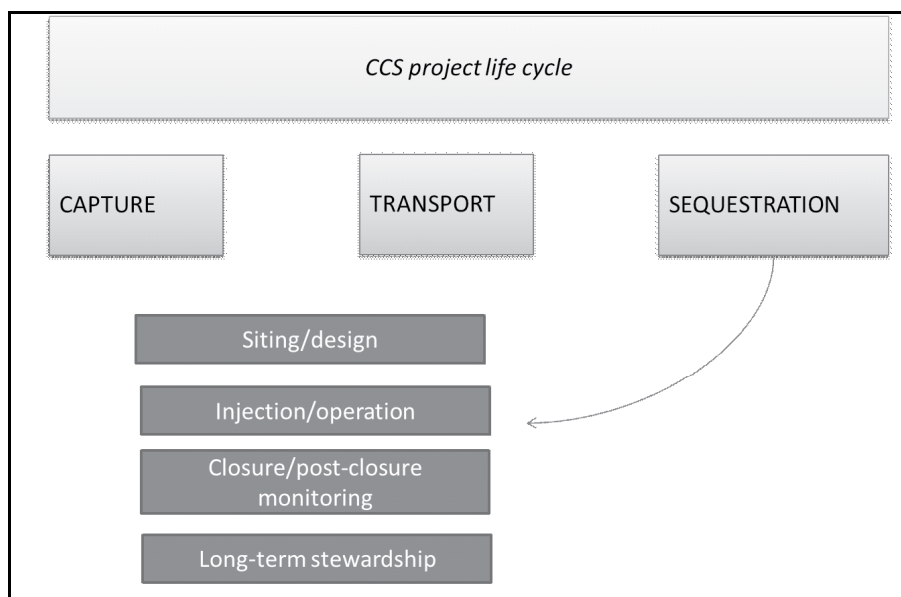 CCS project life cycle
CAPTURE
TRANSPORT
SEQUESTRATION
Siting/design
Injection/operation
Closure/post-closure
monitoring
Long-term stewardship